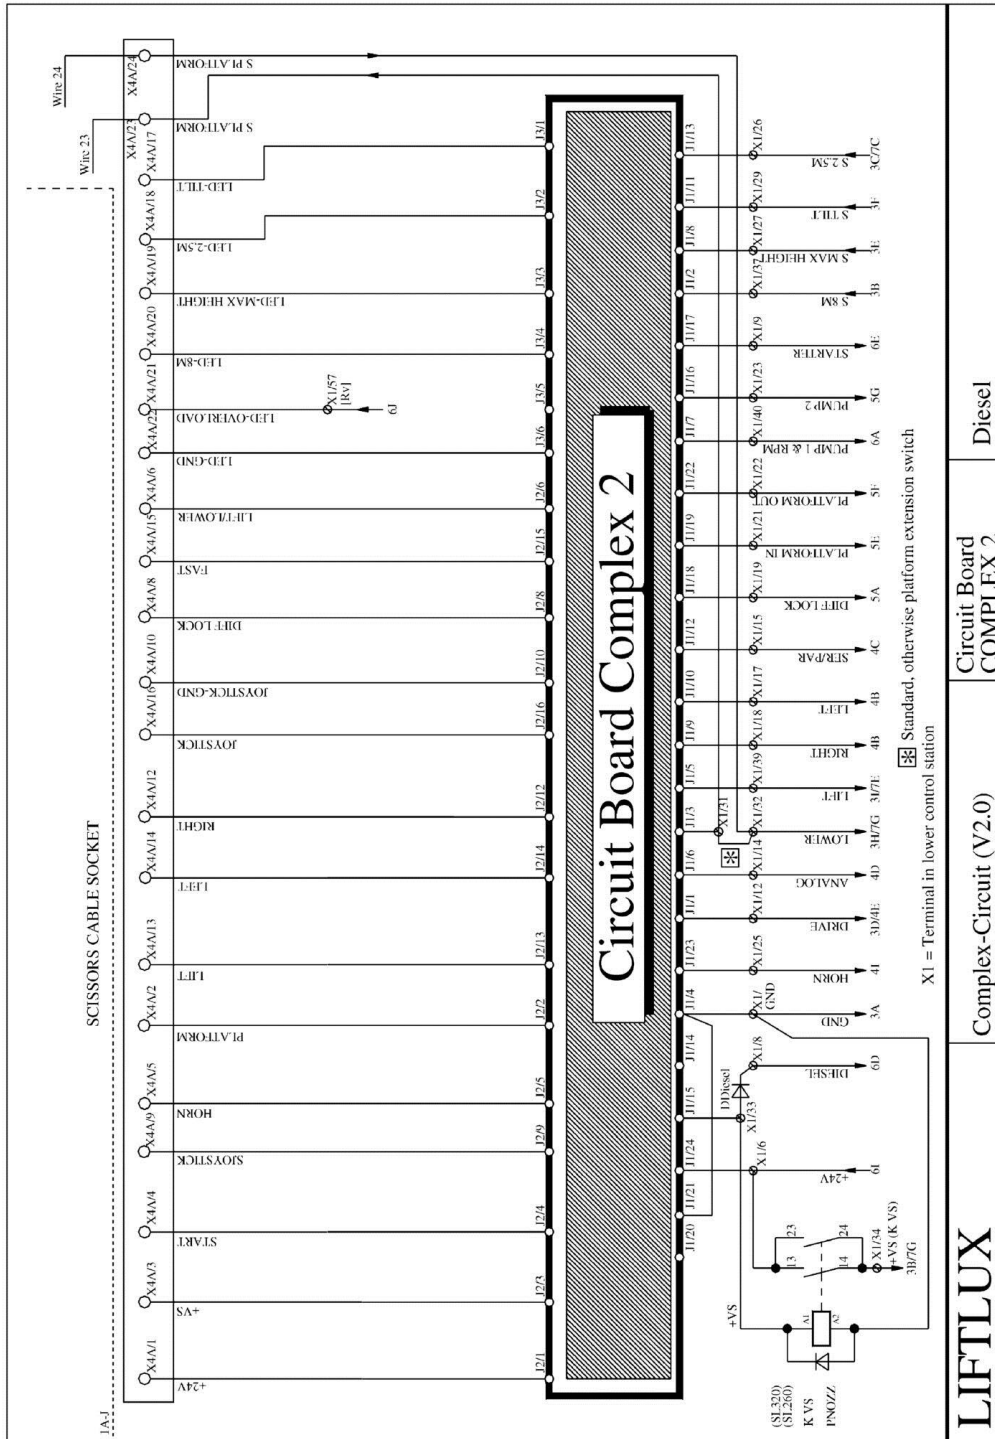 SCISSORS CABLE SOCKET
1A-J
Wire 24
Wire 23
X4A/24
S PLATFORM
X4A/23
S PLATFORM
X4A/17
LED-TILT
X4A/18
LED-2,5M
X4A/19
LED-MAX HEIGHT
X4A/20
LED-8M
X4A/21
LED-OVERLOAD
X1/57
[Rv]
6J
X4A/22
LED-GND
X4A/6
LIFT/LOWER
X4A/15
FAST
X4A/8
DIFF LOCK
X4A/10
JOYSTICK-GND
X4A/16
JOYSTICK
X4A/12
RIGHT
X4A/14
LEFT
X4A/13
LIFT
X4A/2
PLATFORM
X4A/5
HORN
X4A/9
SJOYSTICK
X4A/4
START
X4A/3
+VS
X4A/1
+24V
J3/1
J3/2
J3/3
J3/4
J3/5
J3/6
J2/6
J2/15
J2/8
J2/10
J2/16
J2/12
J2/14
J2/13
J2/2
J2/5
J2/9
J2/4
J2/3
J2/1
Circuit Board Complex 2
J1/13
X1/26
S 2.5M
3C/7C
J1/11
X1/29
S TILT
3F
J1/8
X1/27
S MAX HEIGHT
3E
J1/2
X1/37
S 8M
3B
J1/17
X1/9
STARTER
6E
J1/16
X1/23
PUMP 2
5G
J1/7
X1/40
PUMP 1 & RPM
6A
J1/22
X1/22
PLATFORM OUT
5F
J1/19
X1/21
PLATFORM IN
5E
J1/18
X1/19
DIFF LOCK
5A
J1/12
X1/15
SER/PAR
4C
J1/10
X1/17
LEFT
4B
J1/9
X1/18
RIGHT
4B
J1/5
X1/39
LIFT
3I/7E
J1/3
X1/31
X1/32
LOWER
3H/7G
J1/6
X1/14
ANALOG
4D
J1/1
X1/12
DRIVE
3D/4E
J1/23
X1/25
HORN
4I
J1/4
X1/
GND
GND
3A
J1/14
X1/8
DIESEL
6D
DDiesel
J1/15
X1/33
J1/24
X1/6
+24V
6I
J1/21
J1/20
23
24
13
14
X1/34
+VS (K VS)
3B/7G
+VS
A1
A2
(SL320)
(SL260)
K VS
PNOZZ
* Standard, otherwise platform extension switch
X1 = Terminal in lower control station
LIFTLUX
Complex-Circuit (V2.0)
Circuit Board
COMPLEX 2
Diesel